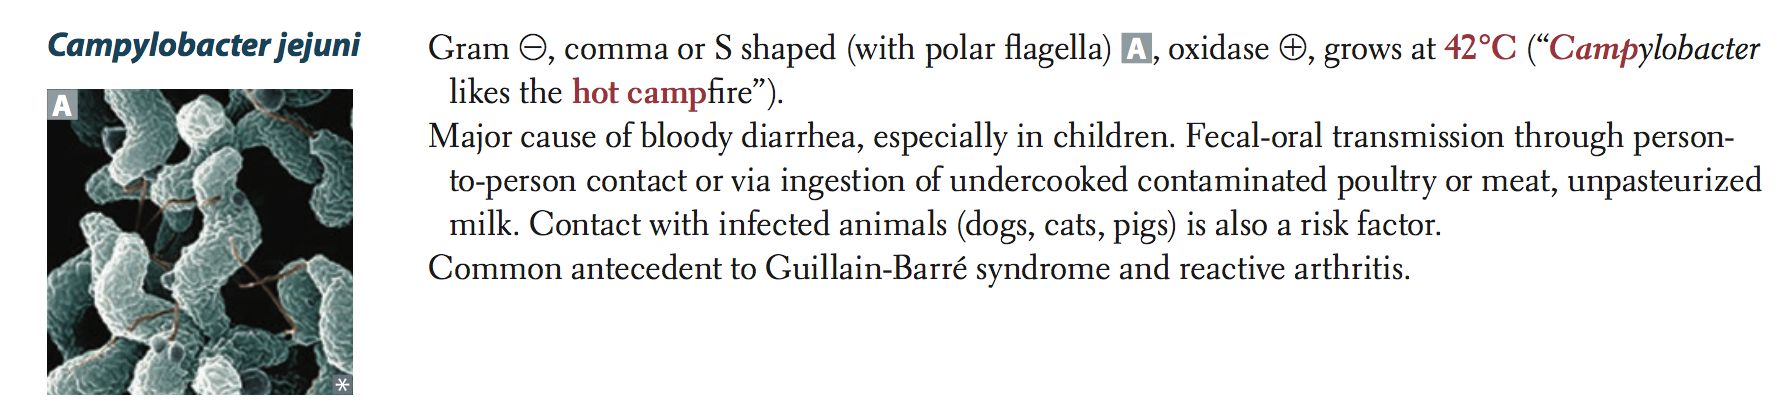 Campylobacter jejuni
A
*
Gram ⊖, comma or S shaped (with polar flagella) A, oxidase ⊕, grows at 42°C (“Campylobacter
likes the hot campfire”).
Major cause of bloody diarrhea, especially in children. Fecal-oral transmission through person-
to-person contact or via ingestion of undercooked contaminated poultry or meat, unpasteurized
milk. Contact with infected animals (dogs, cats, pigs) is also a risk factor.
Common antecedent to Guillain-Barré syndrome and reactive arthritis.